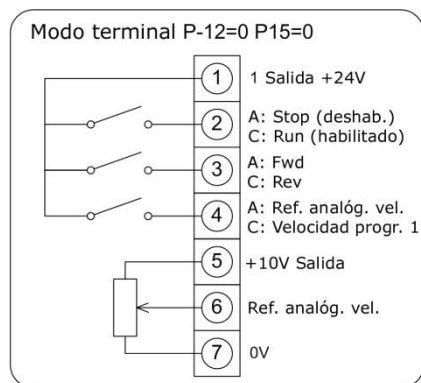 Modo terminal P-12=0 P15=0
1 1 Salida +24V
2 A: Stop (deshab.)
C: Run (habilitado)
3 A: Fwd
C: Rev
4 A: Ref. analóg. vel.
C: Velocidad progr. 1
5 +10V Salida
6 Ref. analóg. vel.
7 0V